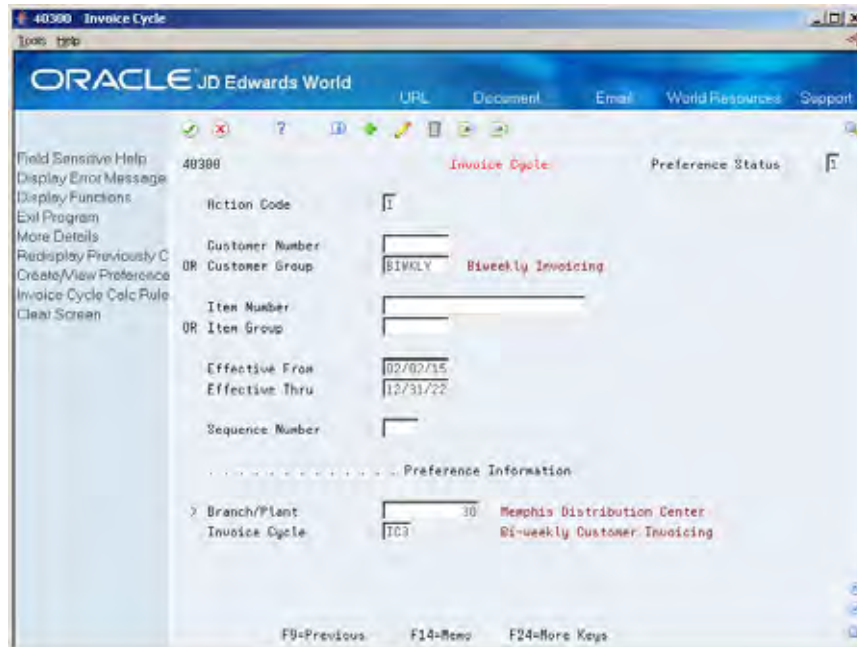 40300 Invoice Cycle
Tools Help
ORACLE JD Edwards World
URL Document Email World Resources Support
Field Sensitive Help
Display Error Message
Display Functions
Exit Program
More Details
Redisplay Previously C
Create/View Preference
Invoice Cycle Calc Rule
Clear Screen
40300 Invoice Cycle Preference Status 1
Action Code I
Customer Number
OR Customer Group BIWKLY Biweekly Invoicing
Item Number
OR Item Group
Effective From 02/02/15
Effective Thru 12/31/22
Sequence Number
. . . . . . . . . . . . . Preference Information
> Branch/Plant 30 Memphis Distribution Center
Invoice Cycle IC3 Bi-weekly Customer Invoicing
F9=Previous F14=Memo F24=More Keys